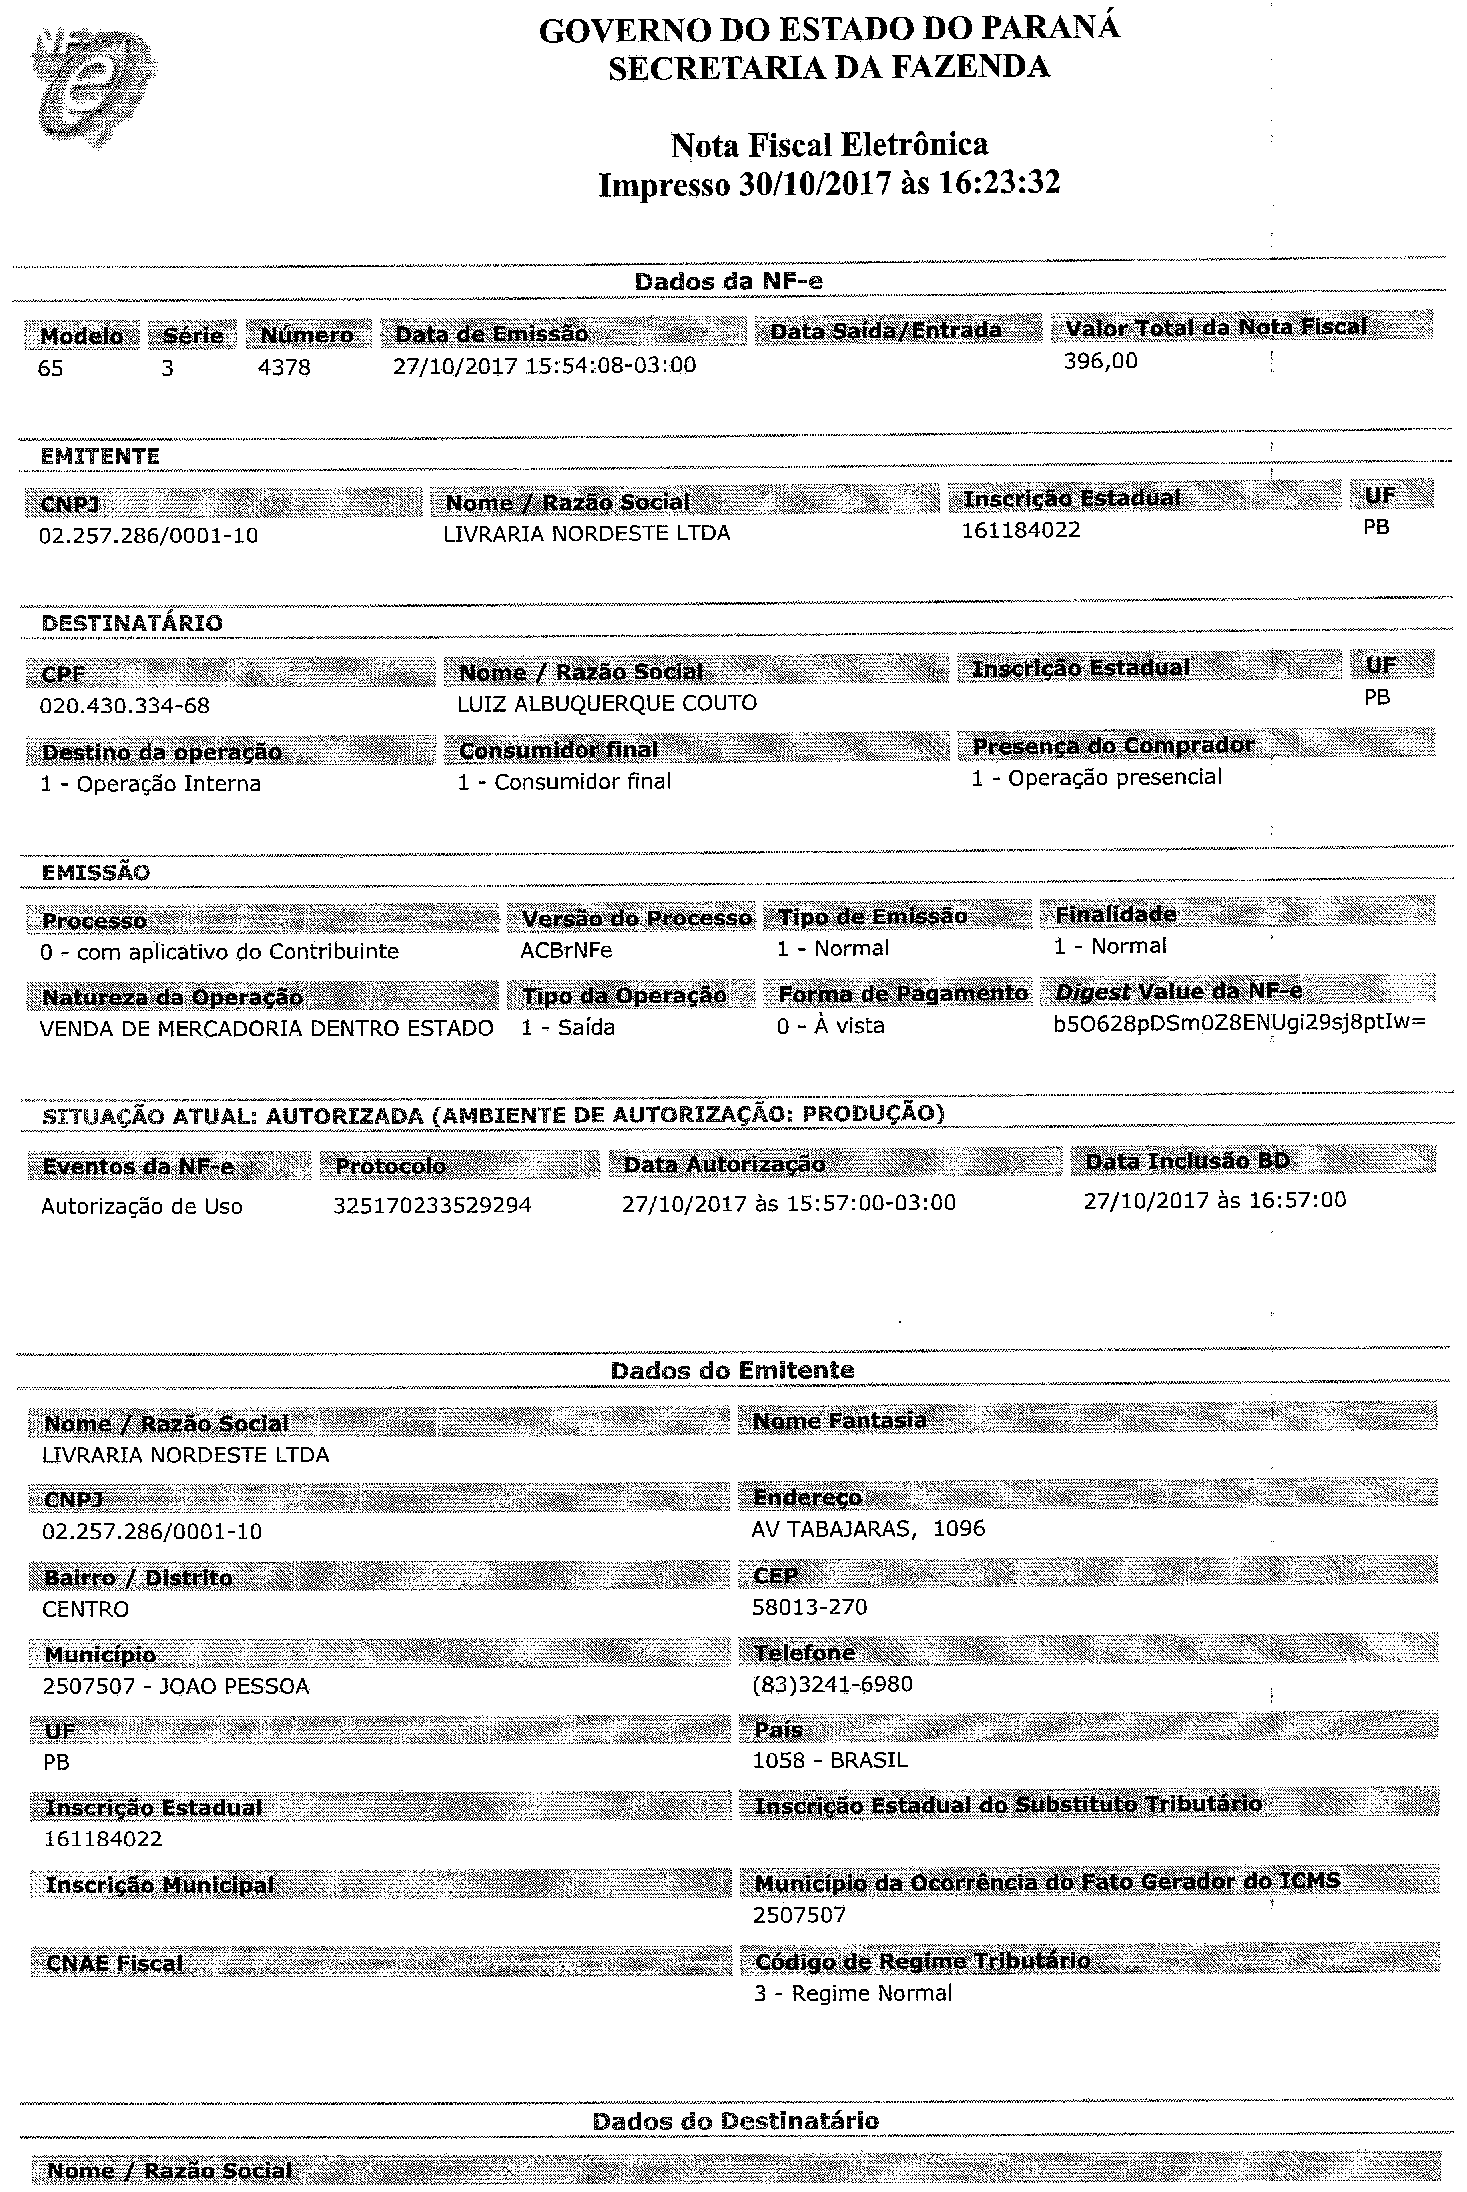 NF
e
GOVERNO DO ESTADO DO PARANÁ
SECRETARIA DA FAZENDA
Nota Fiscal Eletrônica
Impresso 30/10/2017 às 16:23:32
Dados da NF-e
Modelo Série Número Data de Emissão Data Saída/Entrada Valor Total da Nota Fiscal
65 3 4378 27/10/2017 15:54:08-03:00 396,00
EMITENTE
CNPJ Nome / Razão Social Inscrição Estadual UF
02.257.286/0001-10 LIVRARIA NORDESTE LTDA 161184022 PB
DESTINATÁRIO
CPF Nome / Razão Social Inscrição Estadual UF
020.430.334-68 LUIZ ALBUQUERQUE COUTO PB
Destino da operação Consumidor final Presença do Comprador
1 - Operação Interna 1 - Consumidor final 1 - Operação presencial
EMISSÃO
Processo Versão do Processo Tipo de Emissão Finalidade
0 - com aplicativo do Contribuinte ACBrNFe 1 - Normal 1 - Normal
Natureza da Operação Tipo da Operação Forma de Pagamento Digest Value da NF-e
VENDA DE MERCADORIA DENTRO ESTADO 1 - Saída 0 - À vista b5O628pDSm0Z8ENUgi29sj8ptIw=
SITUAÇÃO ATUAL: AUTORIZADA (AMBIENTE DE AUTORIZAÇÃO: PRODUÇÃO)
Eventos da NF-e Protocolo Data Autorização Data Inclusão BD
Autorização de Uso 325170233529294 27/10/2017 às 15:57:00-03:00 27/10/2017 às 16:57:00
Dados do Emitente
Nome / Razão Social Nome Fantasia
LIVRARIA NORDESTE LTDA
CNPJ Endereço
02.257.286/0001-10 AV TABAJARAS, 1096
Bairro / Distrito CEP
CENTRO 58013-270
Município Telefone
2507507 - JOAO PESSOA (83)3241-6980
UF País
PB 1058 - BRASIL
Inscrição Estadual Inscrição Estadual do Substituto Tributário
161184022
Inscrição Municipal Município da Ocorrência do Fato Gerador do ICMS
2507507
CNAE Fiscal Código de Regime Tributário
3 - Regime Normal
Dados do Destinatário
Nome / Razão Social